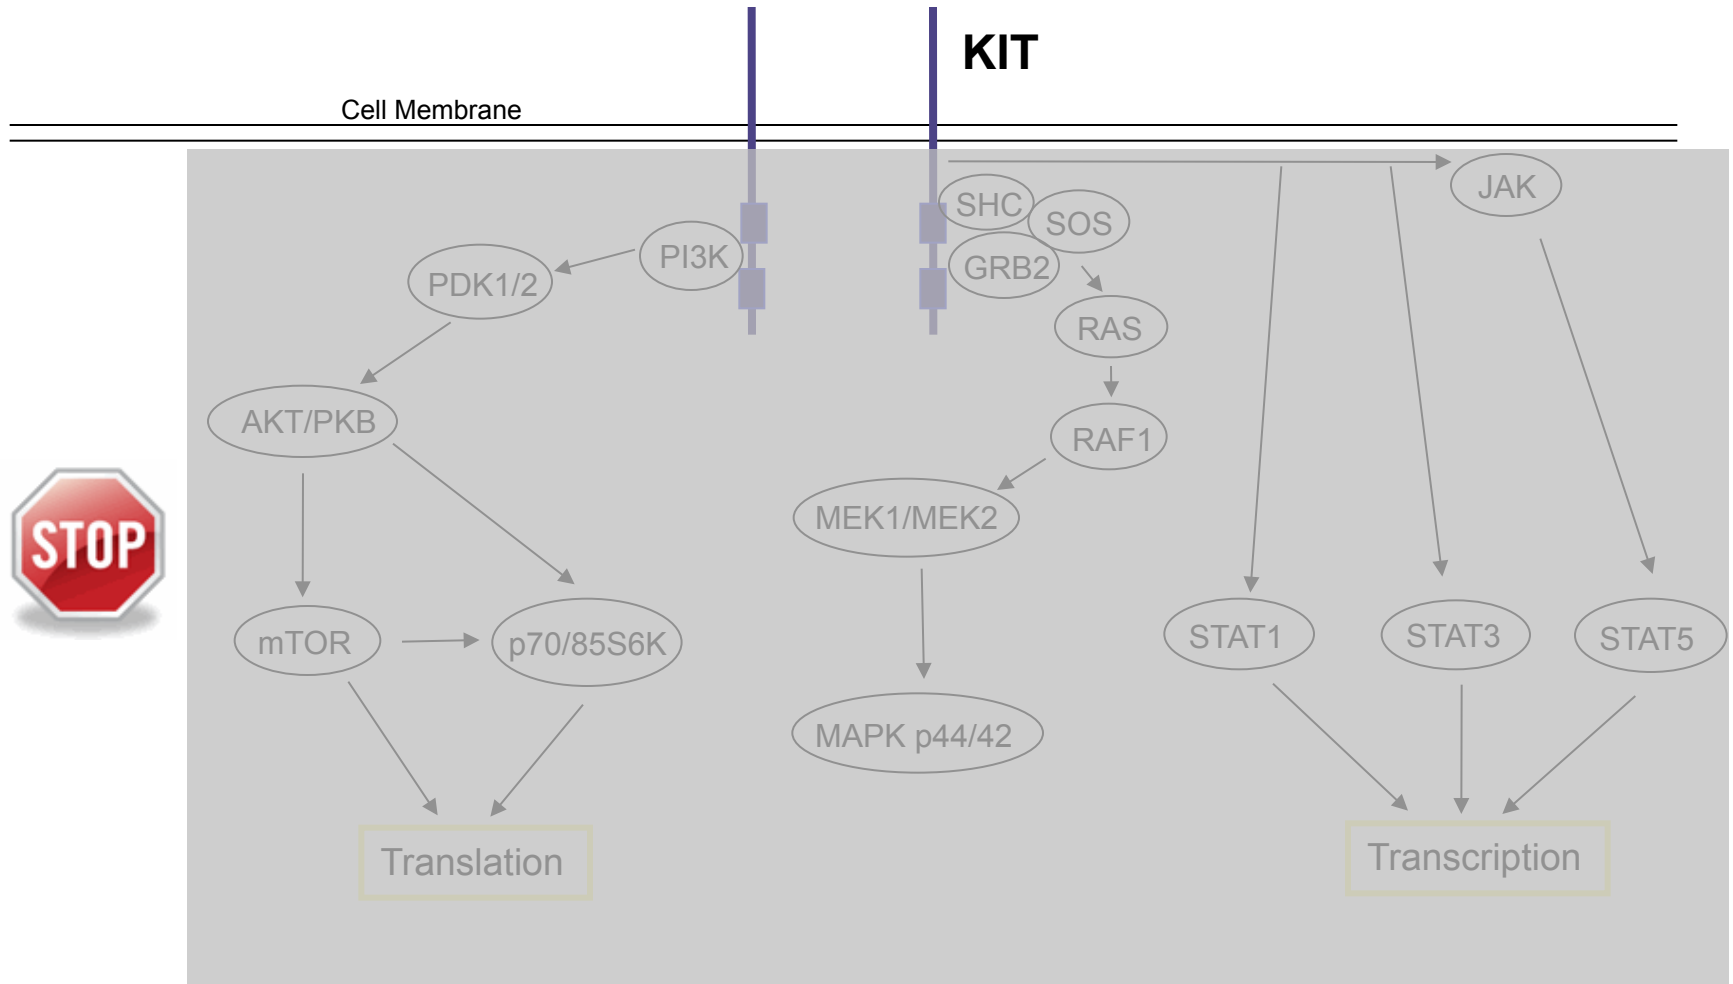 KIT
Cell Membrane
JAK
SHC
SOS
PI3K
GRB2
PDK1/2
RAS
AKT/PKB
RAF1
MEK1/MEK2
STOP
mTOR
p70/85S6K
STAT1
STAT3
STAT5
MAPK p44/42
Translation
Transcription